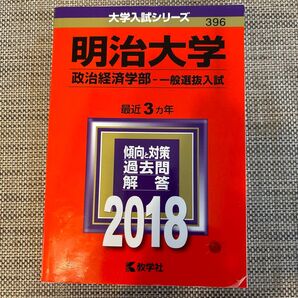 大学入試シリーズ
396
明治大学
政治経済学部-一般選抜入試
最近3カ年
傾向と対策
過去問
解答
2018
教学社